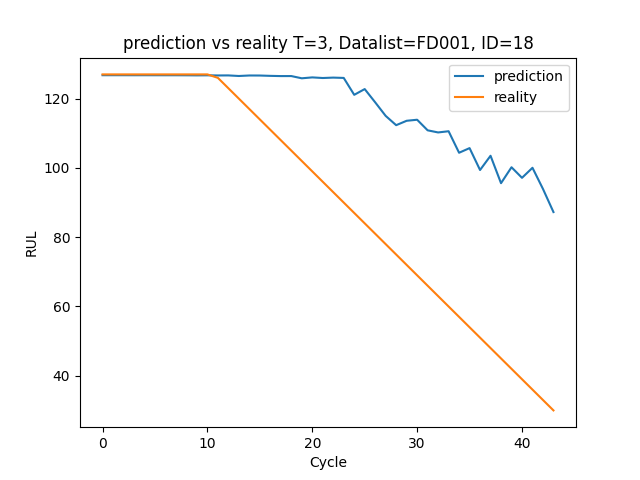 prediction vs reality T=3, Datalist=FD001, ID=18
prediction
reality
RUL
120
100
80
60
40
0 10 20 30 40
Cycle